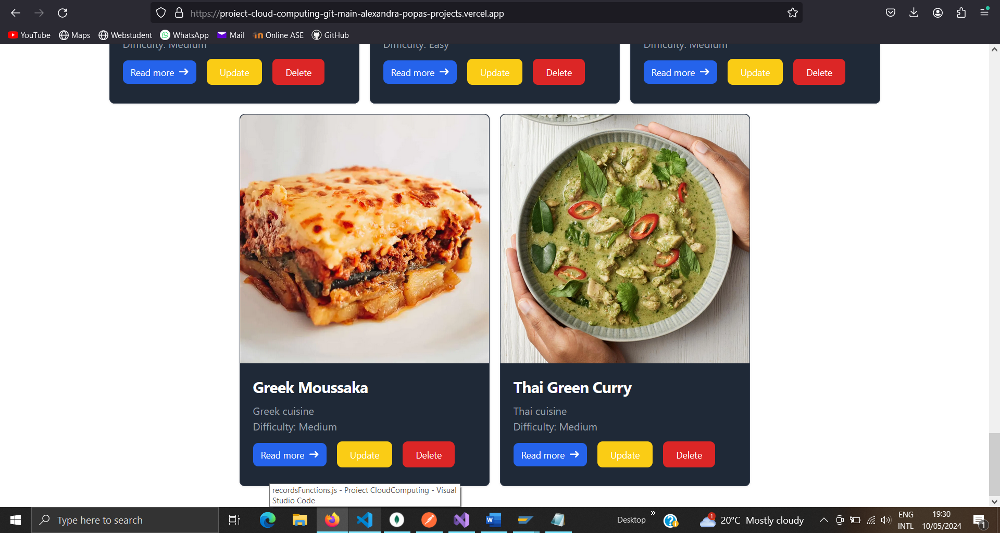 https://proiect-cloud-computing-git-main-alexandra-popas-projects.vercel.app
YouTube Maps Webstudent WhatsApp Mail Online ASE GitHub
Difficulty: Medium Difficulty: Easy Difficulty: Medium
Read more Update Delete Read more Update Delete Read more Update Delete
Greek Moussaka
Greek cuisine
Difficulty: Medium
Read more Update Delete
Thai Green Curry
Thai cuisine
Difficulty: Medium
Read more Update Delete
recordsFunctions.js - Proiect CloudComputing - Visual
Studio Code
Type here to search
Desktop
1
20°C Mostly cloudy
ENG
INTL
19:30
10/05/2024
1